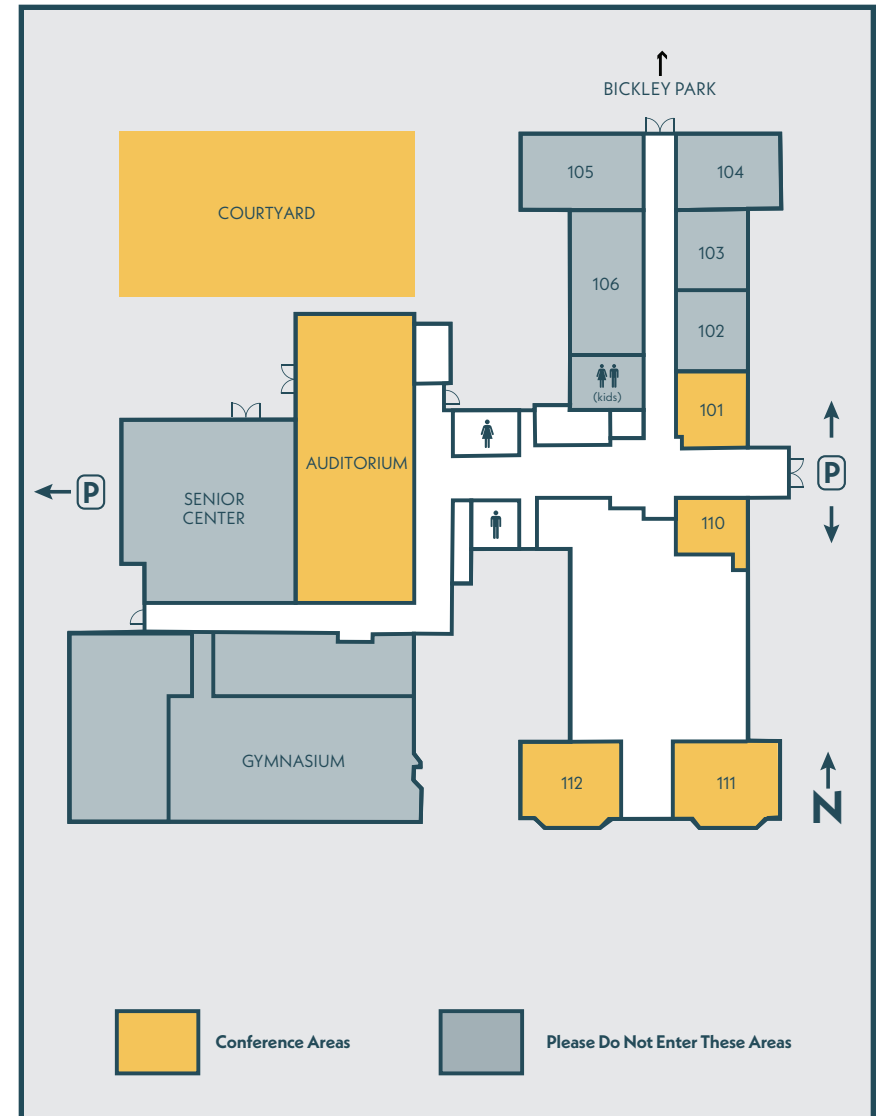 BICKLEY PARK
105
104
COURTYARD
103
106
102
(kids)
101
AUDITORIUM
P
SENIOR
CENTER
P
110
GYMNASIUM
112
111
N
Conference Areas
Please Do Not Enter These Areas